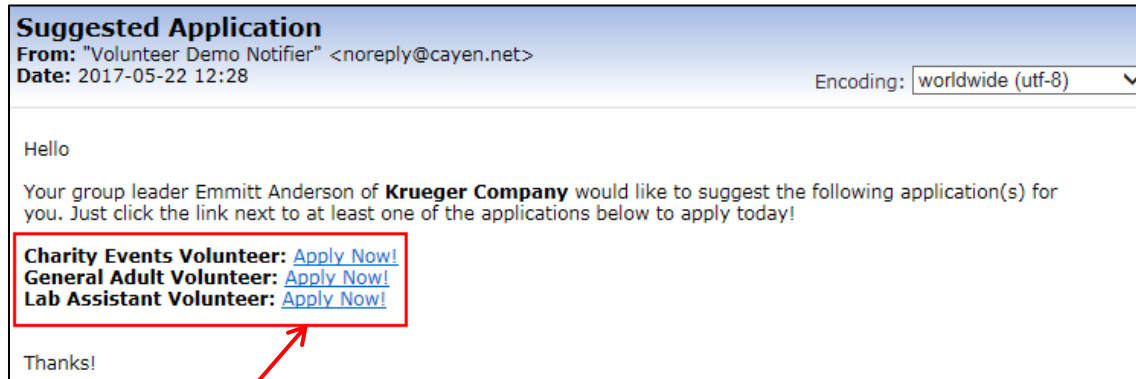 Suggested Application
From: "Volunteer Demo Notifier" <noreply@cayen.net>
Date: 2017-05-22 12:28
Encoding: worldwide (utf-8)
Hello
Your group leader Emmitt Anderson of Krueger Company would like to suggest the following application(s) for
you. Just click the link next to at least one of the applications below to apply today!
Charity Events Volunteer: Apply Now!
General Adult Volunteer: Apply Now!
Lab Assistant Volunteer: Apply Now!
Thanks!